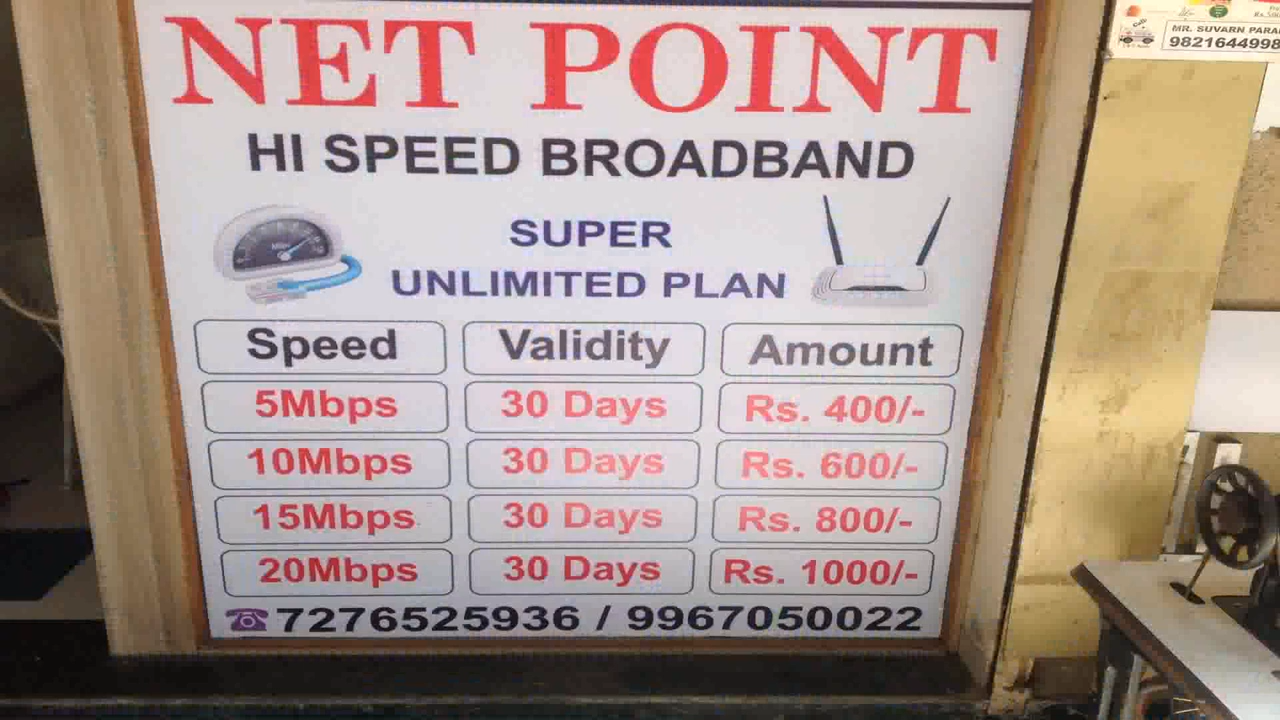 NET POINT
HI SPEED BROADBAND
SUPER
UNLIMITED PLAN
Speed Validity Amount
5Mbps 30 Days Rs. 400/-
10Mbps 30 Days Rs. 600/-
15Mbps 30 Days Rs. 800/-
20Mbps 30 Days Rs. 1000/-
7276525936 / 9967050022
MR. SUVARN
9821644998